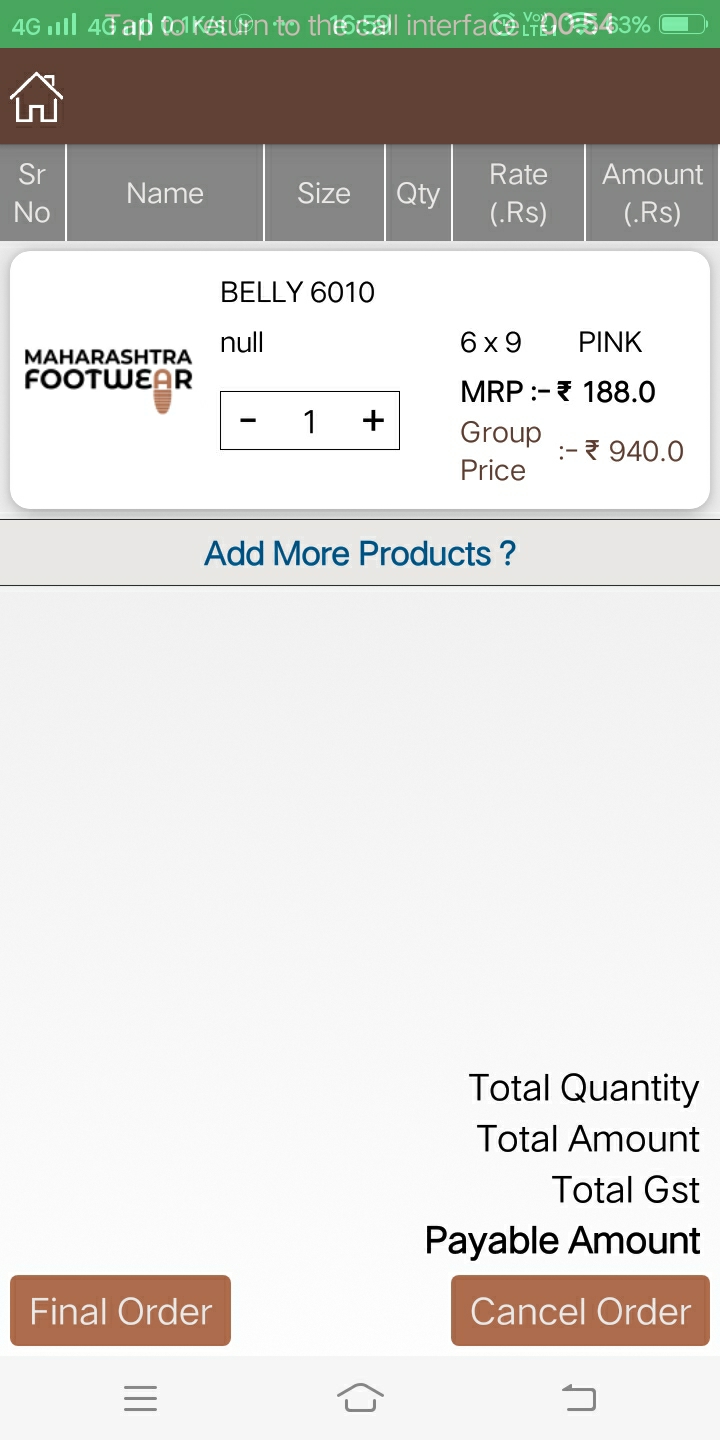 4G 4G 0.1K/s 16:59 63%
Tap to return to the call interface 00:54
Sr No
Name
Size
Qty
Rate (.Rs)
Amount (.Rs)
BELLY 6010
MAHARASHTRA
FOOTWEAR
null
6 x 9 PINK
MRP :- ₹ 188.0
- 1 +
Group Price :- ₹ 940.0
Add More Products ?
Total Quantity
Total Amount
Total Gst
Payable Amount
Final Order
Cancel Order